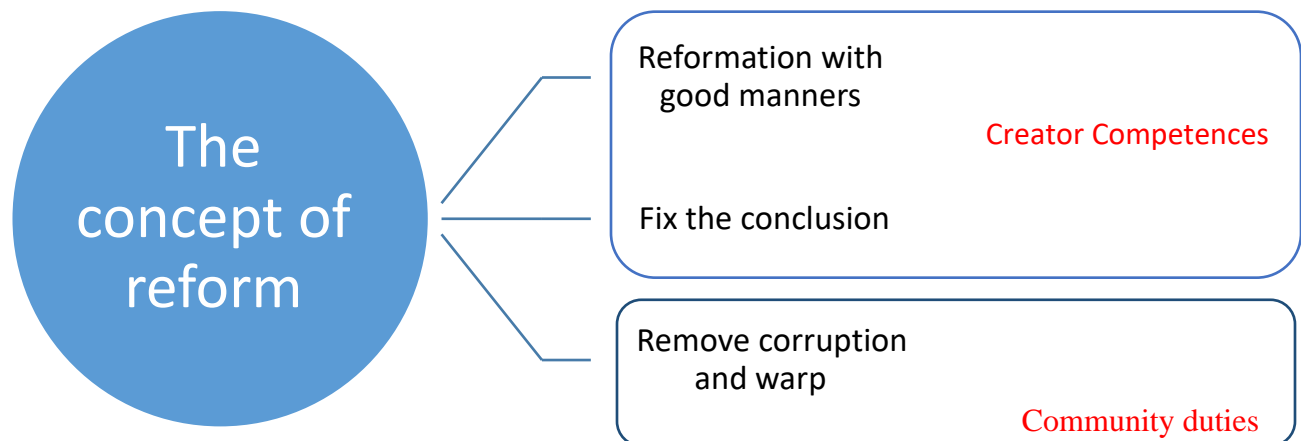 The
concept of
reform
Reformation with
good manners
Creator Competences
Fix the conclusion
Remove corruption
and warp
Community duties